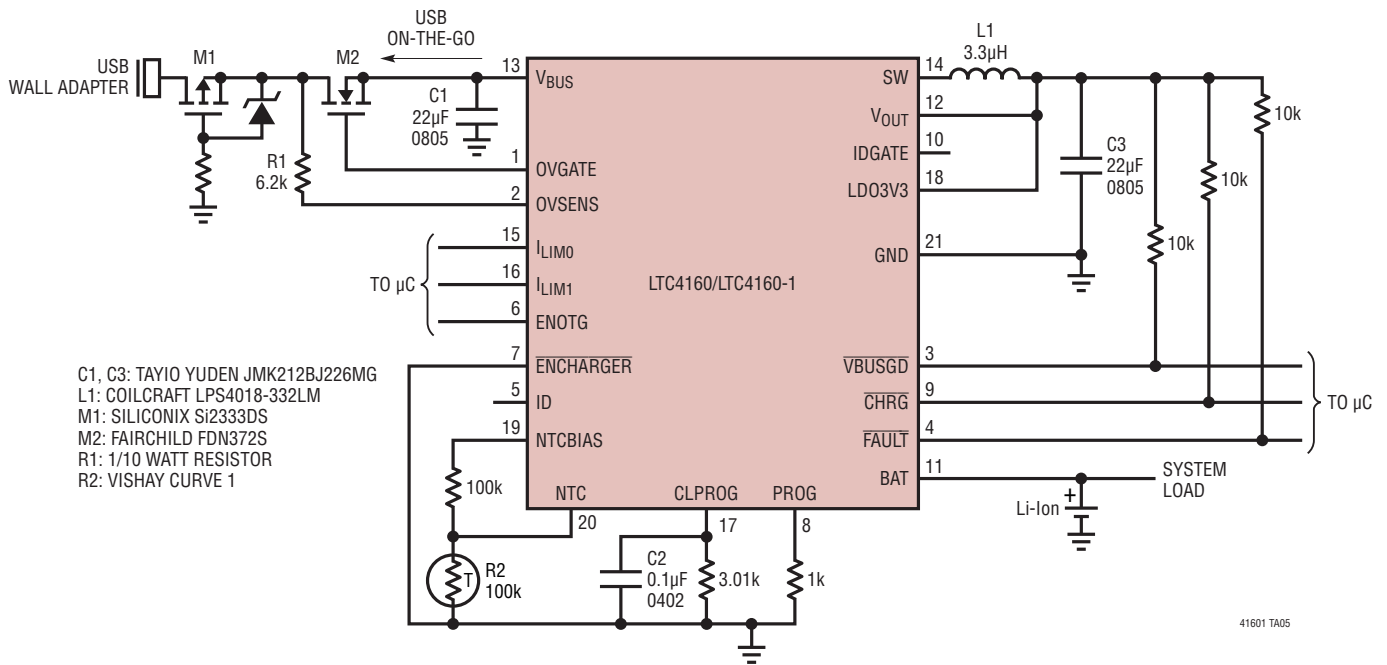 USB
ON-THE-GO
USB
WALL ADAPTER
M1
M2
R1
6.2k
C1
22µF
0805
13
VBUS
1
OVGATE
2
OVSENS
15
ILIM0
16
ILIM1
6
ENOTG
TO µC
7
ENCHARGER
5
ID
19
NTCBIAS
100k
NTC
20
R2
100k
T
CLPROG
17
PROG
8
C2
0.1µF
0402
3.01k
1k
LTC4160/LTC4160-1
SW
14
L1
3.3µH
VOUT
12
IDGATE
10
LDO3V3
18
GND
21
C3
22µF
0805
10k
10k
10k
VBUSGD
3
CHRG
9
FAULT
4
TO µC
BAT
11
SYSTEM
LOAD
Li-Ion
+
C1, C3: TAYIO YUDEN JMK212BJ226MG
L1: COILCRAFT LPS4018-332LM
M1: SILICONIX Si2333DS
M2: FAIRCHILD FDN372S
R1: 1/10 WATT RESISTOR
R2: VISHAY CURVE 1
41601 TA05